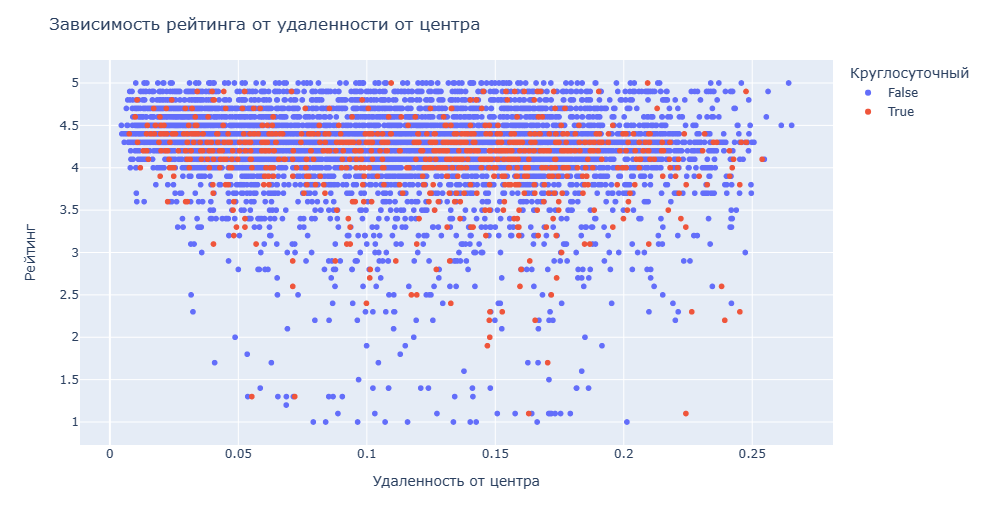 Зависимость рейтинга от удаленности от центра
Круглосуточный
False
True
Рейтинг
5
4.5
4
3.5
3
2.5
2
1.5
1
0
0.05
0.1
0.15
0.2
0.25
Удаленность от центра